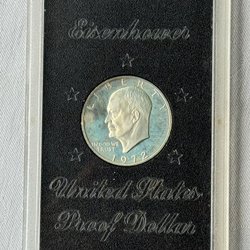 Eisenhower
LIBERTY
IN GOD WE
TRUST
1972
United States
Proof Dollar